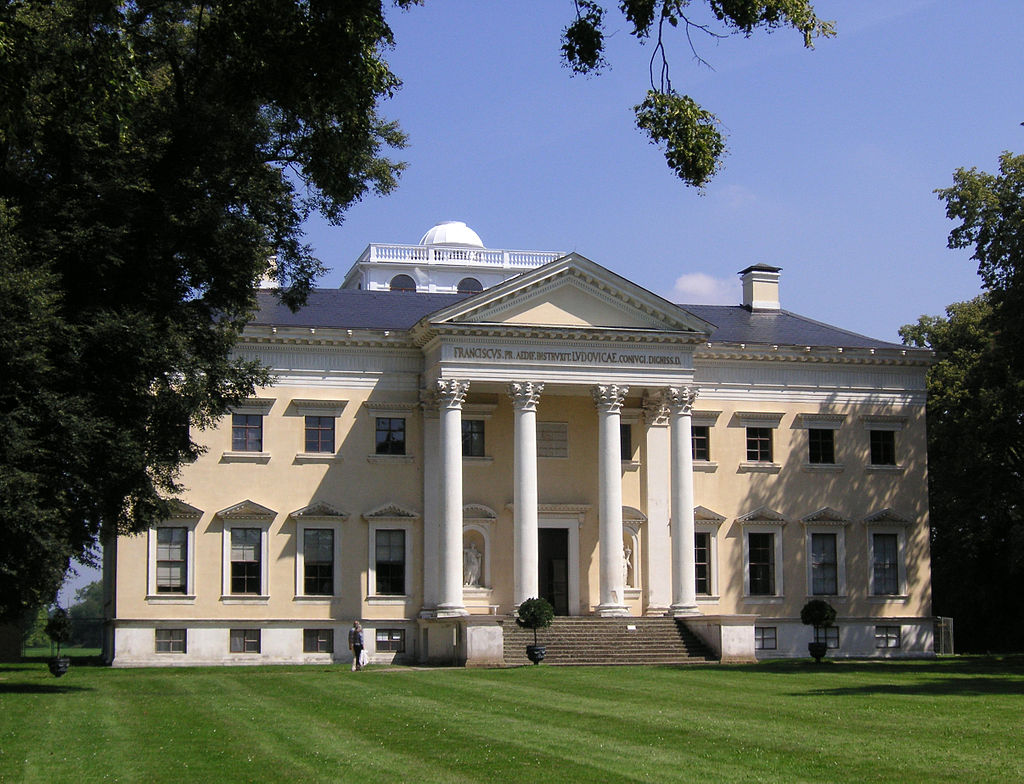 FRANCISCVS. PR. AEDIF. INSTRVXIT. LVDOVICAE. CONIVGI. DIGNISS. D.